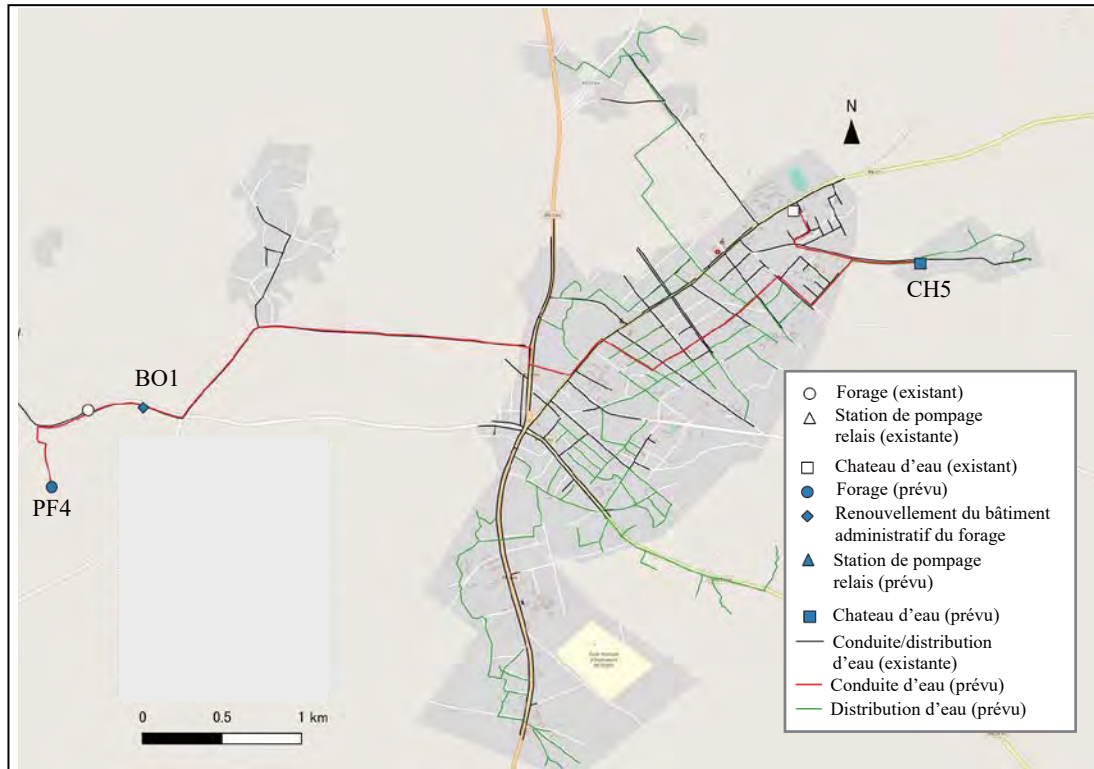 N
CH5
BO1
PF4
Forage (existant)
Station de pompage
relais (existante)
Chateau d'eau (existant)
Forage (prévu)
Renouvellement du bâtiment
administratif du forage
Station de pompage
relais (prévu)
Chateau d'eau (prévu)
Conduite/distribution
d'eau (existante)
Conduite d'eau (prévu)
Distribution d'eau (prévu)
0 0.5 1 km